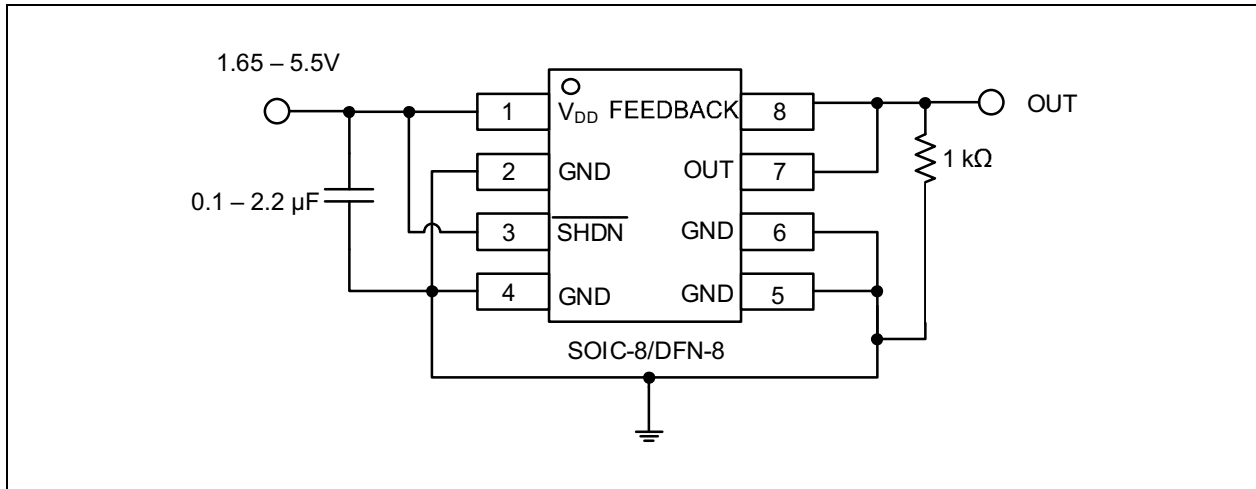 1.65 – 5.5V
OUT
1 V<sub>DD</sub> FEEDBACK 8
2 GND OUT 7
1 kΩ
0.1 – 2.2 µF
3 SHDN GND 6
4 GND GND 5
SOIC-8/DFN-8